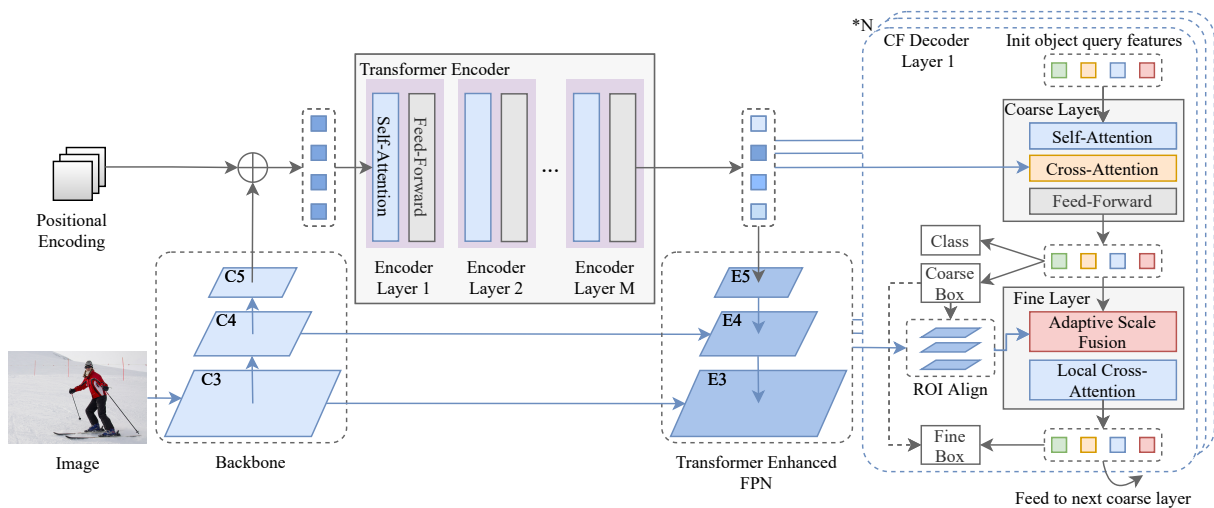 *N
CF Decoder
Layer 1
Init object query features
Transformer Encoder
Self-Attention
Feed-Forward
...
Encoder
Layer 1
Encoder
Layer 2
Encoder
Layer M
Positional
Encoding
Coarse Layer
Self-Attention
Cross-Attention
Feed-Forward
Class
Coarse
Box
Fine Layer
Adaptive Scale
Fusion
Local Cross-
Attention
ROI Align
Fine
Box
Feed to next coarse layer
C5
C4
C3
E5
E4
E3
Image
Backbone
Transformer Enhanced
FPN